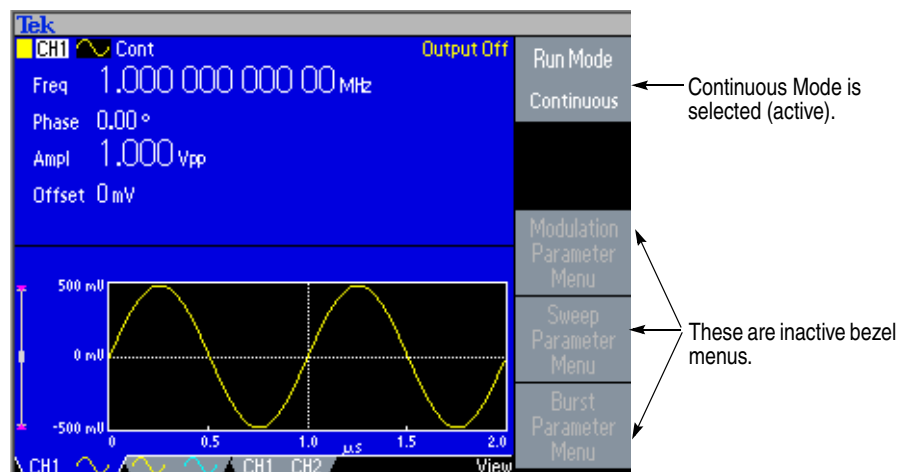 Tek
CH1 Cont Output Off
Freq 1.000 000 000 00 MHz
Phase 0.00 °
Ampl 1.000 Vpp
Offset 0 mV
Run Mode
Continuous
Continuous Mode is
selected (active).
Modulation
Parameter
Menu
Sweep
Parameter
Menu
Burst
Parameter
Menu
These are inactive bezel
menus.
500 mV
0 mV
-500 mV
0 0.5 1.0 µs 1.5 2.0
CH1 CH1 CH2 View